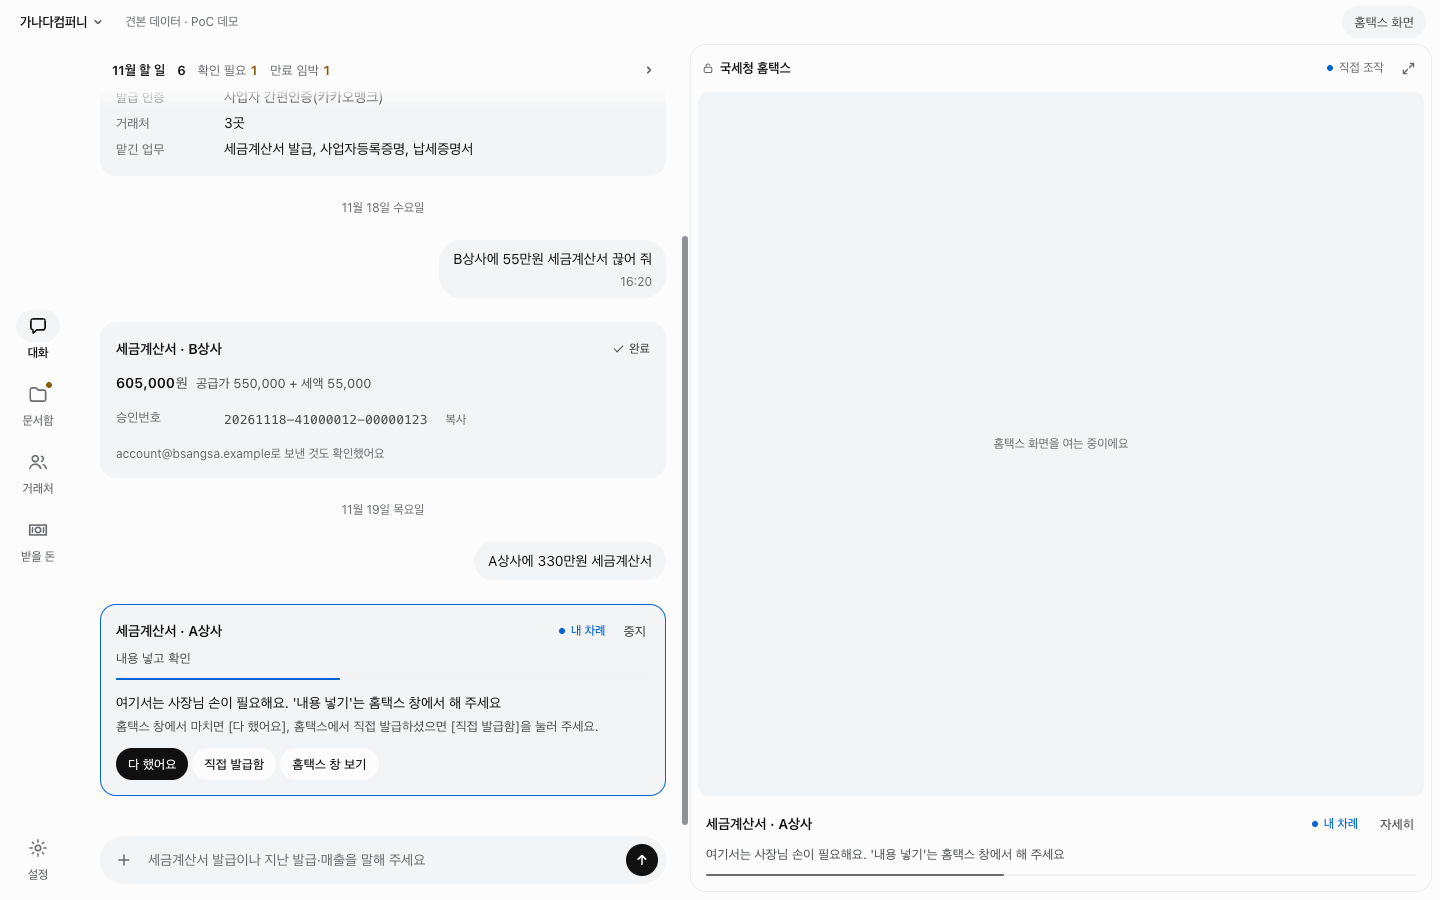 가나다컴퍼니
견본 데이터 · PoC 데모
홈택스 화면
11월 할 일 6 확인 필요 1 만료 임박 1
발급 인증 사업자 간편인증(카카오뱅크)
거래처 3곳
맡긴 업무 세금계산서 발급, 사업자등록증명, 납세증명서
11월 18일 수요일
B상사에 55만원 세금계산서 끊어 줘
16:20
세금계산서 · B상사 완료
605,000원 공급가 550,000 + 세액 55,000
승인번호 20261118-41000012-00000123 복사
account@bsangsa.example로 보낸 것도 확인했어요
11월 19일 목요일
A상사에 330만원 세금계산서
세금계산서 · A상사 내 차례 중지
내용 넣고 확인
여기서는 사장님 손이 필요해요. '내용 넣기'는 홈택스 창에서 해 주세요
홈택스 창에서 마치면 [다 했어요], 홈택스에서 직접 발급하셨으면 [직접 발급함]을 눌러 주세요.
다 했어요 직접 발급함 홈택스 창 보기
세금계산서 발급이나 지난 발급·매출을 말해 주세요
대화
문서함
거래처
받을 돈
설정
국세청 홈택스 직접 조작
홈택스 화면을 여는 중이에요
세금계산서 · A상사 내 차례 자세히
여기서는 사장님 손이 필요해요. '내용 넣기'는 홈택스 창에서 해 주세요